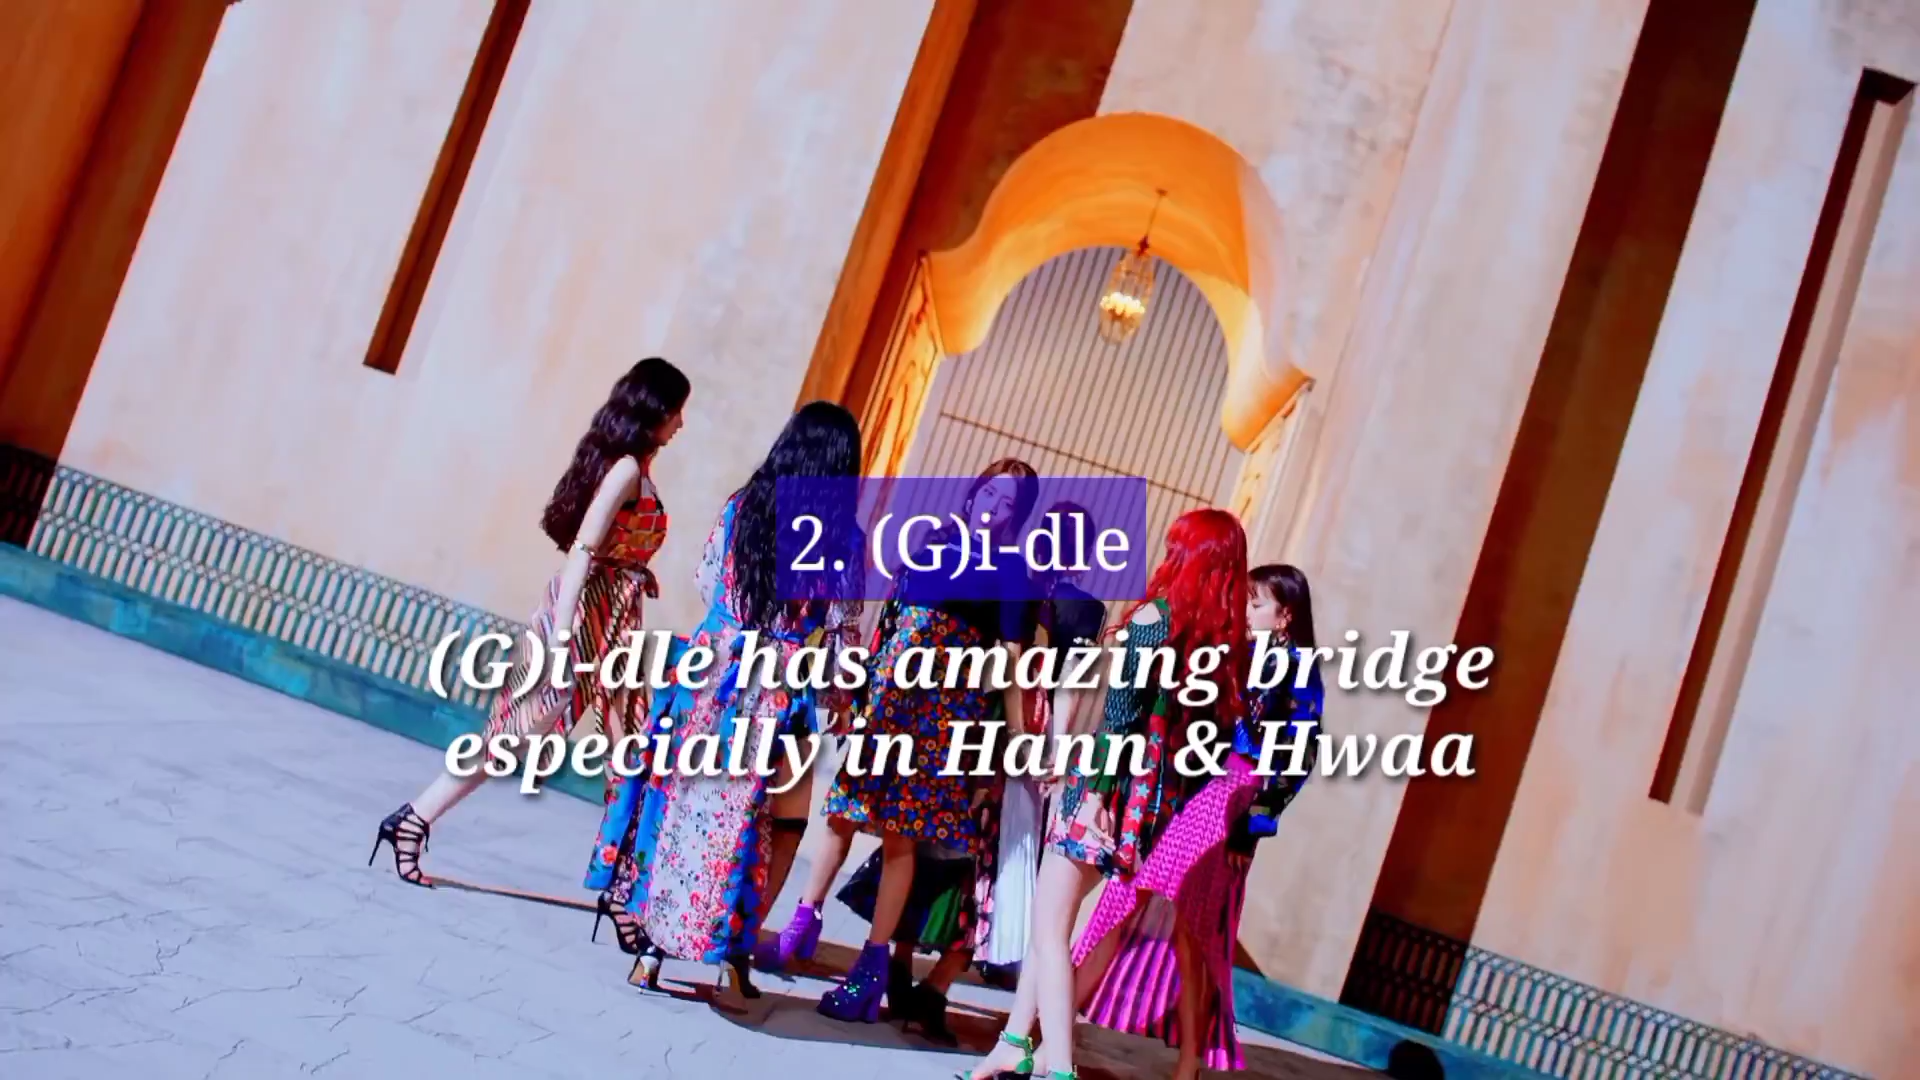 2. (G)i-dle
(G)i-dle has amazing bridge
especially in Hann & Hwaa